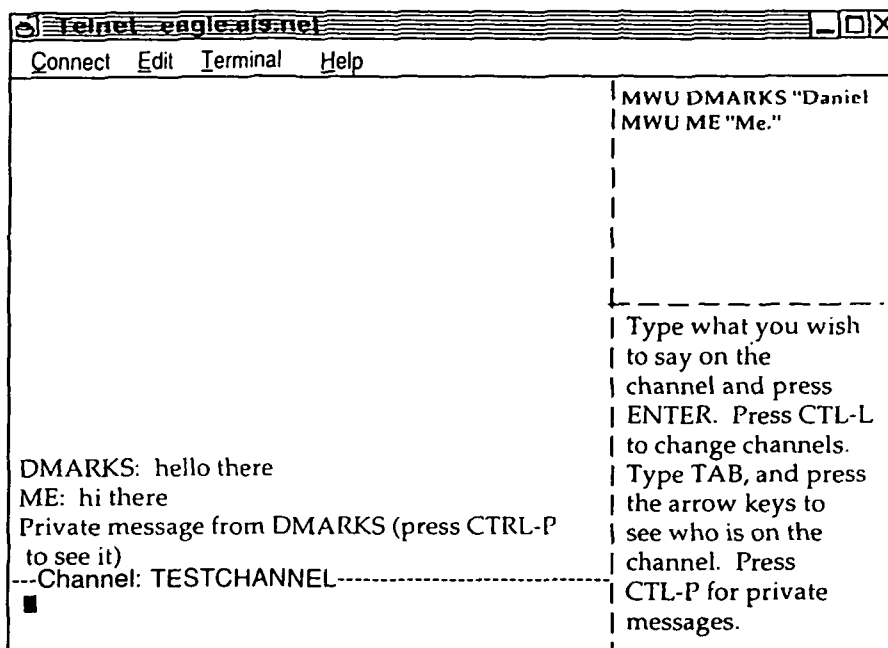 Telnet - eagle.ais.net
Connect Edit Terminal Help
MWU DMARKS "Daniel
MWU ME "Me."
DMARKS: hello there
ME: hi there
Private message from DMARKS (press CTRL-P
to see it)
---Channel: TESTCHANNEL---
Type what you wish
to say on the
channel and press
ENTER. Press CTL-L
to change channels.
Type TAB, and press
the arrow keys to
see who is on the
channel. Press
CTL-P for private
messages.